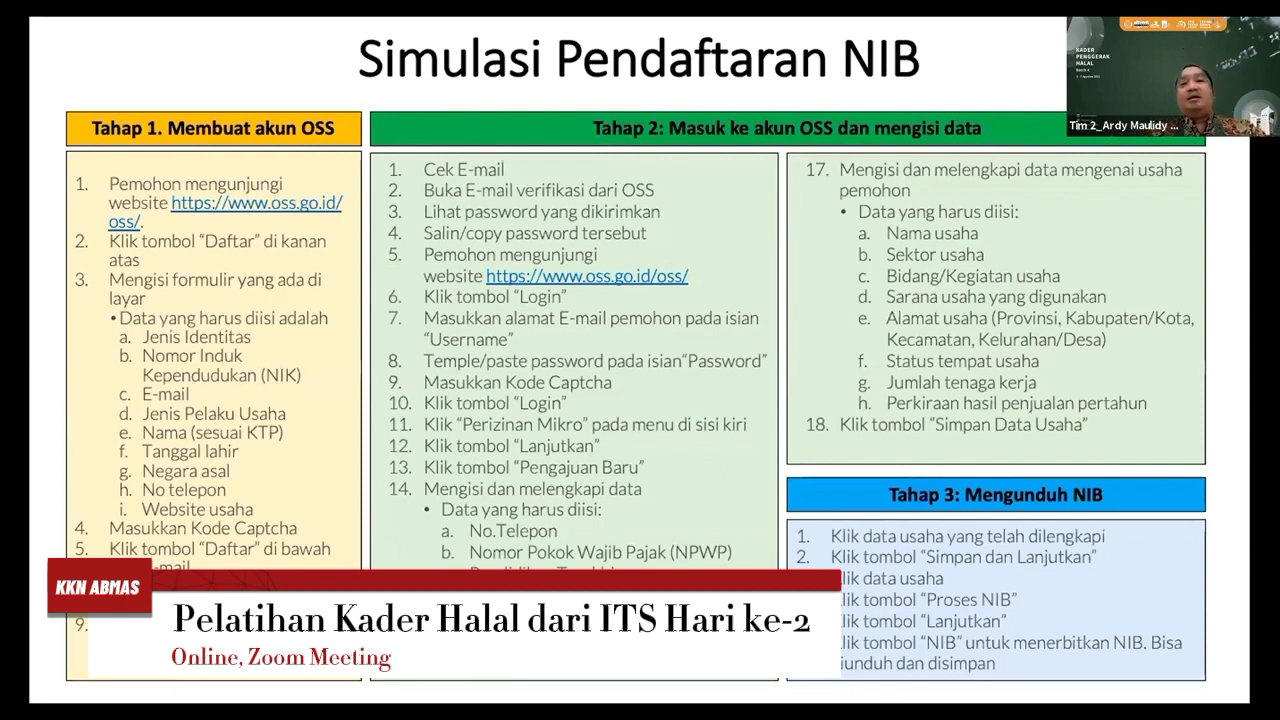 Simulasi Pendaftaran NIB
KADER
PENGGERAK
HALAL
Tim 2_Ardy Maulidy ...
Tahap 1. Membuat akun OSS
1. Pemohon mengunjungi
website https://www.oss.go.id/
oss/.
2. Klik tombol “Daftar” di kanan
atas
3. Mengisi formulir yang ada di
layar
• Data yang harus diisi adalah
a. Jenis Identitas
b. Nomor Induk
Kependudukan (NIK)
c. E-mail
d. Jenis Pelaku Usaha
e. Nama (sesuai KTP)
f. Tanggal lahir
g. Negara asal
h. No telepon
i. Website usaha
4. Masukkan Kode Captcha
5. Klik tombol “Daftar” di bawah
9.
Tahap 2: Masuk ke akun OSS dan mengisi data
1. Cek E-mail
2. Buka E-mail verifikasi dari OSS
3. Lihat password yang dikirimkan
4. Salin/copy password tersebut
5. Pemohon mengunjungi
website https://www.oss.go.id/oss/
6. Klik tombol “Login”
7. Masukkan alamat E-mail pemohon pada isian
“Username”
8. Temple/paste password pada isian“Password”
9. Masukkan Kode Captcha
10. Klik tombol “Login”
11. Klik “Perizinan Mikro” pada menu di sisi kiri
12. Klik tombol “Lanjutkan”
13. Klik tombol “Pengajuan Baru”
14. Mengisi dan melengkapi data
• Data yang harus diisi:
a. No.Telepon
b. Nomor Pokok Wajib Pajak (NPWP)
17. Mengisi dan melengkapi data mengenai usaha
pemohon
• Data yang harus diisi:
a. Nama usaha
b. Sektor usaha
c. Bidang/Kegiatan usaha
d. Sarana usaha yang digunakan
e. Alamat usaha (Provinsi, Kabupaten/Kota,
Kecamatan, Kelurahan/Desa)
f. Status tempat usaha
g. Jumlah tenaga kerja
h. Perkiraan hasil penjualan pertahun
18. Klik tombol “Simpan Data Usaha”
Tahap 3: Mengunduh NIB
1. Klik data usaha yang telah dilengkapi
2. Klik tombol “Simpan dan Lanjutkan”
data usaha
tombol “Proses NIB”
tombol “Lanjutkan”
tombol “NIB” untuk menerbitkan NIB. Bisa
dan disimpan
KKN ABMAS
Pelatihan Kader Halal dari ITS Hari ke-2
Online, Zoom Meeting